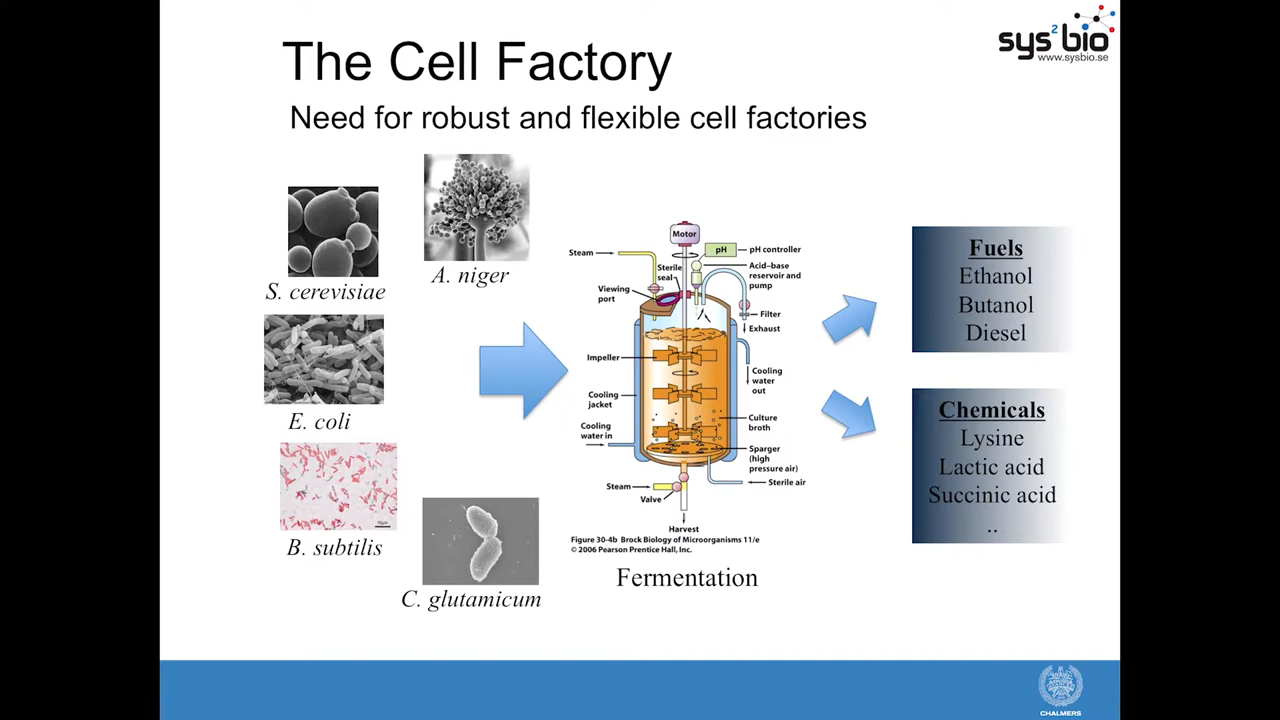 The Cell Factory
sys2bio
www.sysbio.se
Need for robust and flexible cell factories
S. cerevisiae
A. niger
E. coli
B. subtilis
C. glutamicum
Motor
pH
pH controller
Steam
Sterile
seal
Acid–base
reservoir and
pump
Viewing
port
Filter
Exhaust
Impeller
Cooling
water
out
Cooling
jacket
Culture
broth
Cooling
water in
Sparger
(high
pressure air)
Steam
Sterile air
Valve
Harvest
Figure 30-4b Brock Biology of Microorganisms 11/e
© 2006 Pearson Prentice Hall, Inc.
Fermentation
Fuels
Ethanol
Butanol
Diesel
Chemicals
Lysine
Lactic acid
Succinic acid
..
CHALMERS